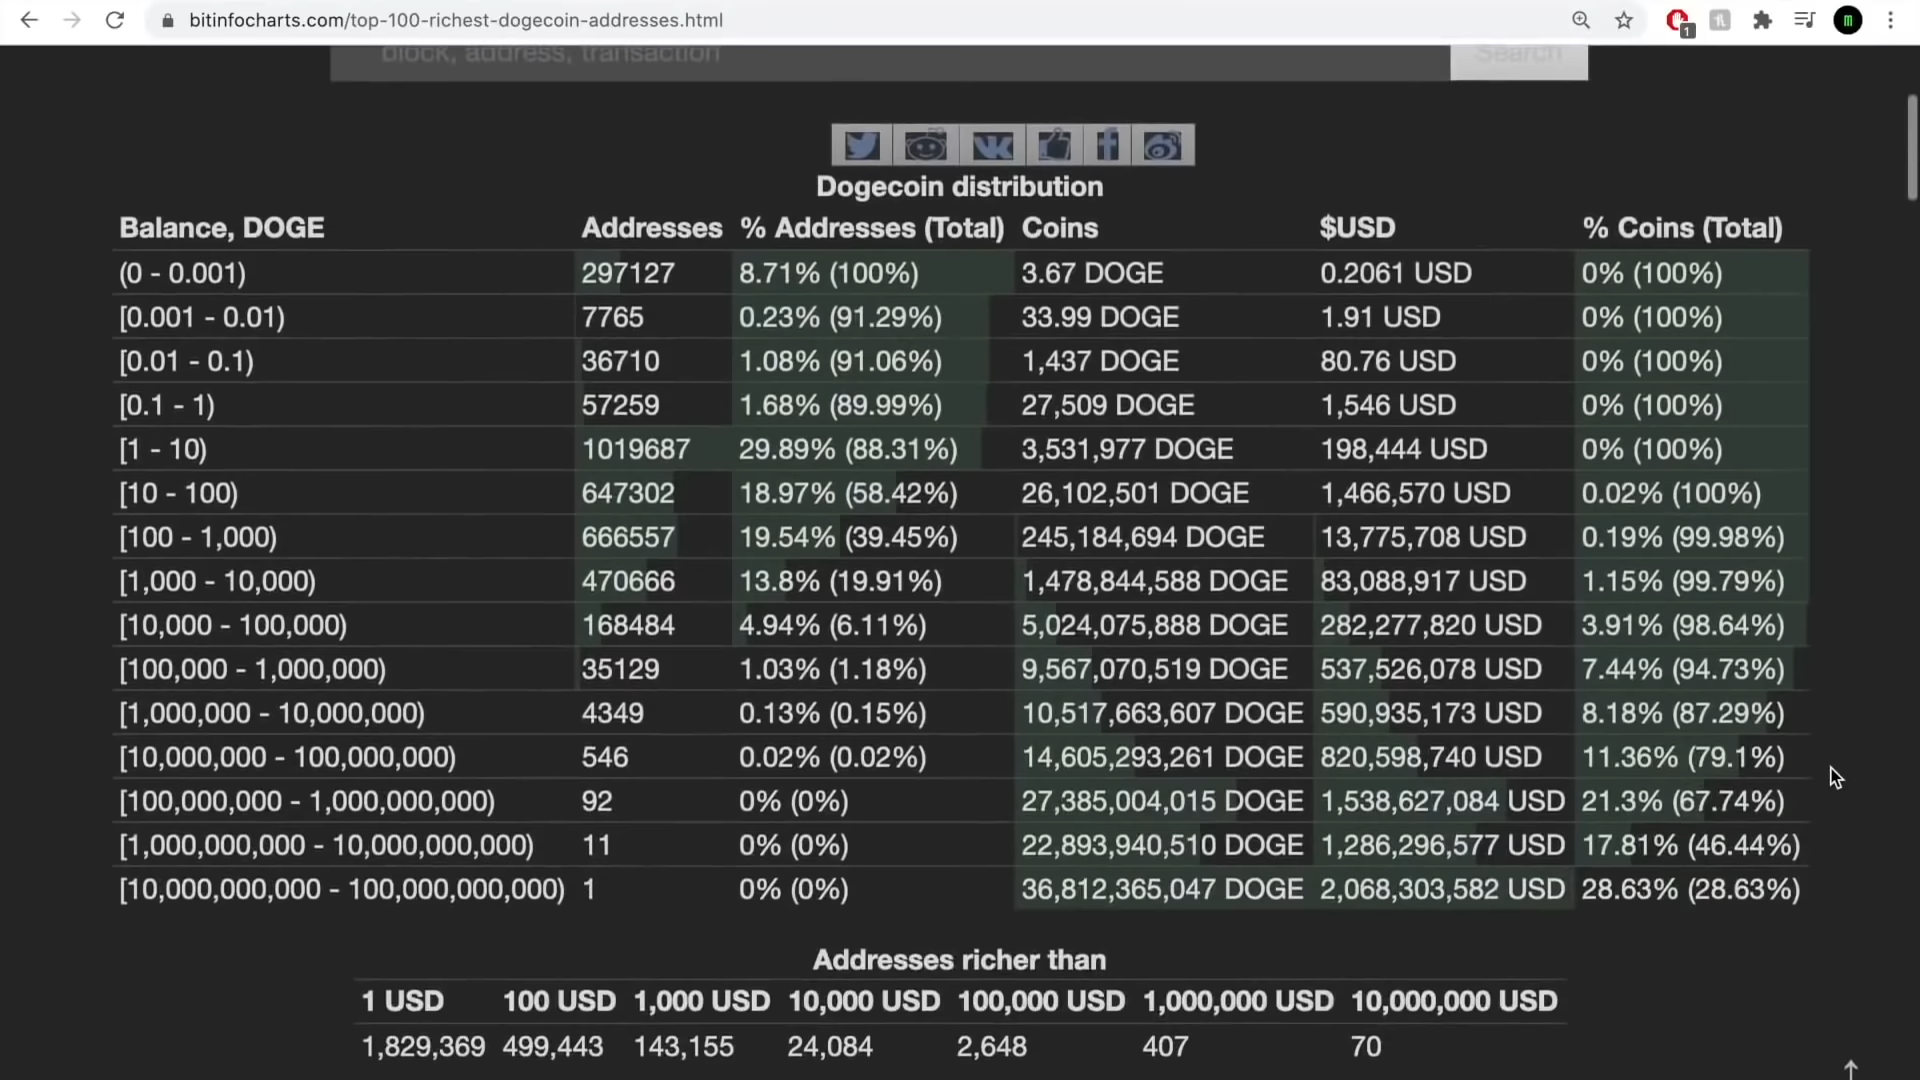 bitinfocharts.com/top-100-richest-dogecoin-addresses.html
1
m
block, address, transaction Search
Dogecoin distribution
Balance, DOGE Addresses % Addresses (Total) Coins $USD % Coins (Total)
(0 - 0.001) 297127 8.71% (100%) 3.67 DOGE 0.2061 USD 0% (100%)
[0.001 - 0.01) 7765 0.23% (91.29%) 33.99 DOGE 1.91 USD 0% (100%)
[0.01 - 0.1) 36710 1.08% (91.06%) 1,437 DOGE 80.76 USD 0% (100%)
[0.1 - 1) 57259 1.68% (89.99%) 27,509 DOGE 1,546 USD 0% (100%)
[1 - 10) 1019687 29.89% (88.31%) 3,531,977 DOGE 198,444 USD 0% (100%)
[10 - 100) 647302 18.97% (58.42%) 26,102,501 DOGE 1,466,570 USD 0.02% (100%)
[100 - 1,000) 666557 19.54% (39.45%) 245,184,694 DOGE 13,775,708 USD 0.19% (99.98%)
[1,000 - 10,000) 470666 13.8% (19.91%) 1,478,844,588 DOGE 83,088,917 USD 1.15% (99.79%)
[10,000 - 100,000) 168484 4.94% (6.11%) 5,024,075,888 DOGE 282,277,820 USD 3.91% (98.64%)
[100,000 - 1,000,000) 35129 1.03% (1.18%) 9,567,070,519 DOGE 537,526,078 USD 7.44% (94.73%)
[1,000,000 - 10,000,000) 4349 0.13% (0.15%) 10,517,663,607 DOGE 590,935,173 USD 8.18% (87.29%)
[10,000,000 - 100,000,000) 546 0.02% (0.02%) 14,605,293,261 DOGE 820,598,740 USD 11.36% (79.1%)
[100,000,000 - 1,000,000,000) 92 0% (0%) 27,385,004,015 DOGE 1,538,627,084 USD 21.3% (67.74%)
[1,000,000,000 - 10,000,000,000) 11 0% (0%) 22,893,940,510 DOGE 1,286,296,577 USD 17.81% (46.44%)
[10,000,000,000 - 100,000,000,000) 1 0% (0%) 36,812,365,047 DOGE 2,068,303,582 USD 28.63% (28.63%)
Addresses richer than
1 USD 100 USD 1,000 USD 10,000 USD 100,000 USD 1,000,000 USD 10,000,000 USD
1,829,369 499,443 143,155 24,084 2,648 407 70